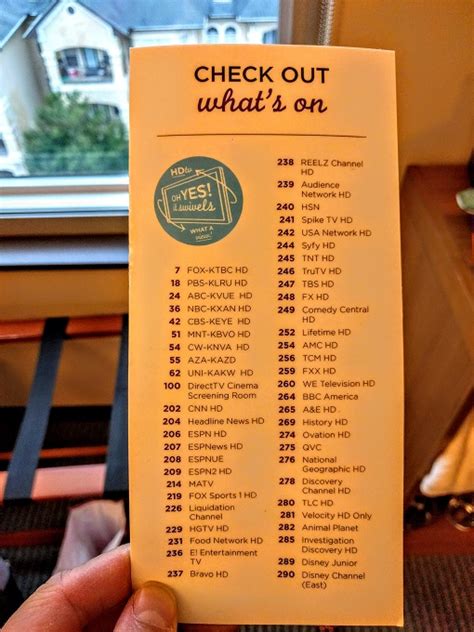 CHECK OUT
what's on
HDtv
OH YES!
it swivels
WHAT A
7 FOX-KTBC HD
18 PBS-KLRU HD
24 ABC-KVUE HD
36 NBC-KXAN HD
42 CBS-KEYE HD
51 MNT-KBVO HD
54 CW-KNVA HD
55 AZA-KAZD
62 UNI-KAKW HD
100 DirectTV Cinema
Screening Room
202 CNN HD
204 Headline News HD
206 ESPN HD
207 ESPNews HD
208 ESPNUE
209 ESPN2 HD
214 MATV
219 FOX Sports 1 HD
226 Liquidation
Channel
229 HGTV HD
231 Food Network HD
236 E! Entertainment
TV
237 Bravo HD
238 REELZ Channel
HD
239 Audience
Network HD
240 HSN
241 Spike TV HD
242 USA Network HD
244 Syfy HD
245 TNT HD
246 TruTV HD
247 TBS HD
248 FX HD
249 Comedy Central
HD
252 Lifetime HD
254 AMC HD
256 TCM HD
259 FXX HD
260 WE Television HD
264 BBC America
265 A&E HD
269 History HD
274 Ovation HD
275 QVC
276 National
Geographic HD
278 Discovery
Channel HD
280 TLC HD
281 Velocity HD Only
282 Animal Planet
285 Investigation
Discovery HD
289 Disney Junior
290 Disney Channel
(East)